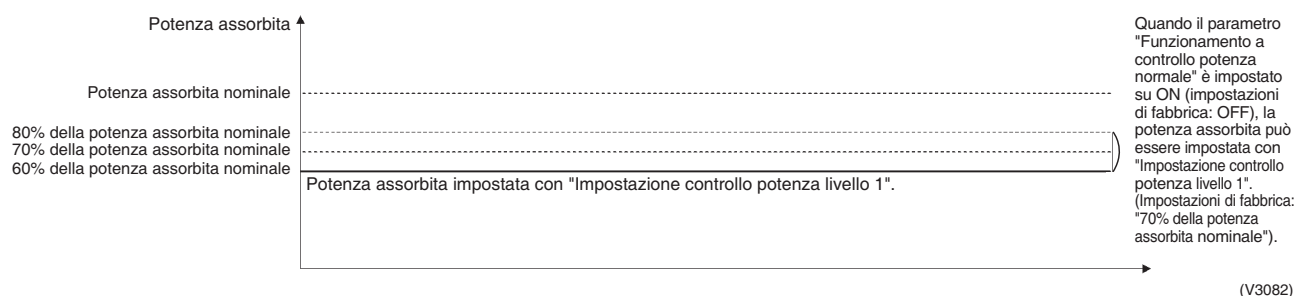 Potenza assorbita
Potenza assorbita nominale
80% della potenza assorbita nominale
70% della potenza assorbita nominale
60% della potenza assorbita nominale
Potenza assorbita impostata con "Impostazione controllo potenza livello 1".
Quando il parametro
"Funzionamento a
controllo potenza
normale" è impostato
su ON (impostazioni
di fabbrica: OFF), la
potenza assorbita può
essere impostata con
"Impostazione controllo
potenza livello 1".
(Impostazioni di fabbrica:
"70% della potenza
assorbita nominale").
(V3082)